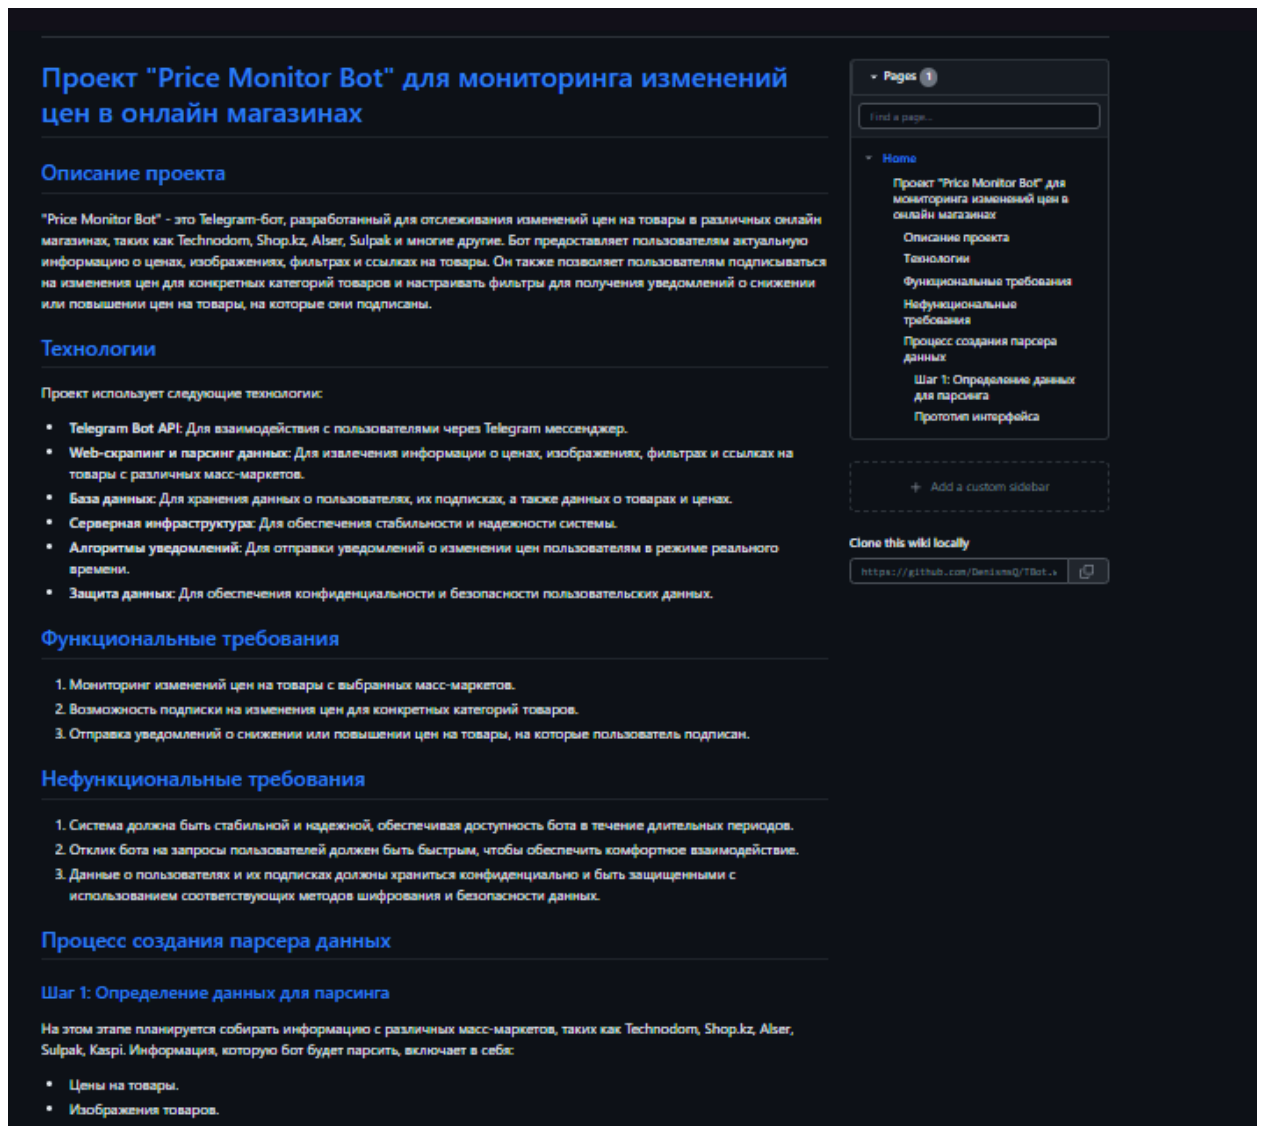 Проект "Price Monitor Bot" для мониторинга изменений
цен в онлайн магазинах
Описание проекта
"Price Monitor Bot" - это Telegram-бот, разработанный для отслеживания изменений цен на товары в различных онлайн
магазинах, таких как Technodom, Shop.kz, Alser, Sulpak и многие другие. Бот предоставляет пользователям актуальную
информацию о ценах, изображениях, фильтрах и ссылках на товары. Он также позволяет пользователям подписываться
на изменения цен для конкретных категорий товаров и настраивать фильтры для получения уведомлений о снижении
или повышении цен на товары, на которые они подписаны.
Технологии
Проект использует следующие технологии:
• Telegram Bot API: Для взаимодействия с пользователями через Telegram мессенджер.
• Web-скрапинг и парсинг данных: Для извлечения информации о ценах, изображениях, фильтрах и ссылках на
товары с различных масс-маркетов.
• База данных: Для хранения данных о пользователях, их подписках, а также данных о товарах и ценах.
• Серверная инфраструктура: Для обеспечения стабильности и надежности системы.
• Алгоритмы уведомлений: Для отправки уведомлений о изменении цен пользователям в режиме реального
времени.
• Защита данных: Для обеспечения конфиденциальности и безопасности пользовательских данных.
Функциональные требования
1. Мониторинг изменений цен на товары с выбранных масс-маркетов.
2. Возможность подписки на изменения цен для конкретных категорий товаров.
3. Отправка уведомлений о снижении или повышении цен на товары, на которые пользователь подписан.
Нефункциональные требования
1. Система должна быть стабильной и надежной, обеспечивая доступность бота в течение длительных периодов.
2. Отклик бота на запросы пользователей должен быть быстрым, чтобы обеспечить комфортное взаимодействие.
3. Данные о пользователях и их подписках должны храниться конфиденциально и быть защищенными с
использованием соответствующих методов шифрования и безопасности данных.
Процесс создания парсера данных
Шаг 1: Определение данных для парсинга
На этом этапе планируется собирать информацию с различных масс-маркетов, таких как Technodom, Shop.kz, Alser,
Sulpak, Kaspi. Информация, которую бот будет парсить, включает в себя:
• Цены на товары.
• Изображения товаров.
Pages 1
Find a page...
Home
Проект "Price Monitor Bot" для
мониторинга изменений цен в
онлайн магазинах
Описание проекта
Технологии
Функциональные требования
Нефункциональные
требования
Процесс создания парсера
данных
Шаг 1: Определение данных
для парсинга
Прототип интерфейса
+ Add a custom sidebar
Clone this wiki locally